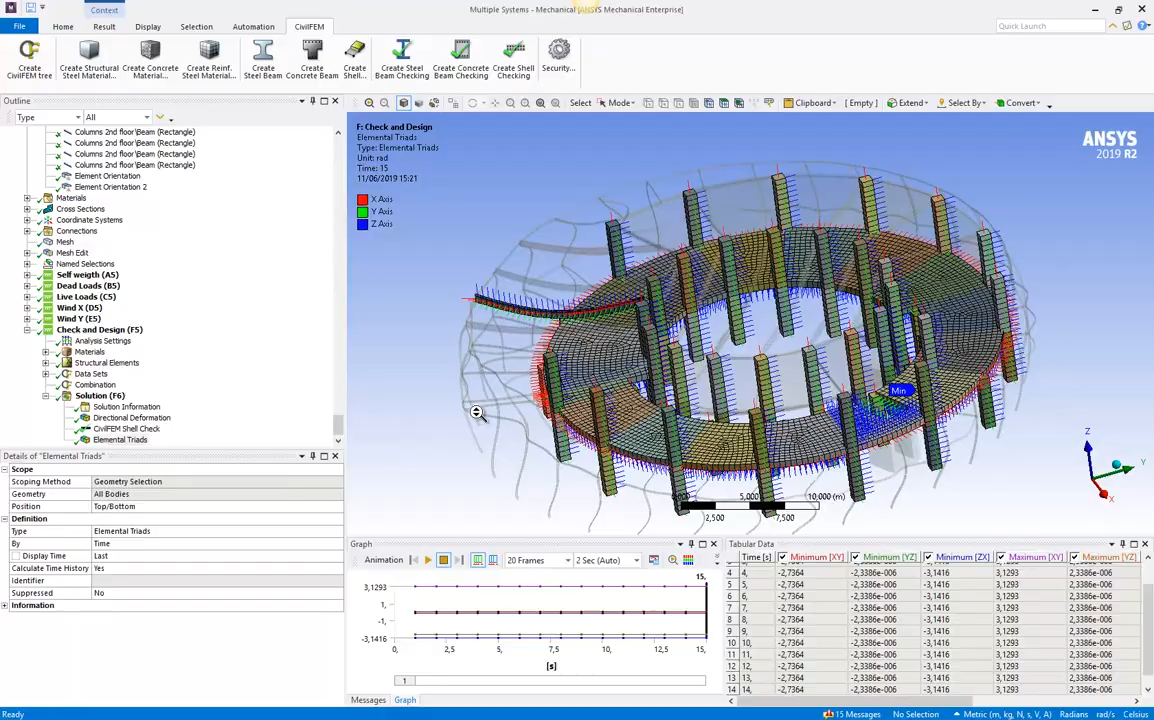 Context
Multiple Systems - Mechanical [ANSYS Mechanical Enterprise]
File
Home
Result
Display
Selection
Automation
CivilFEM
Quick Launch
Create CivilFEM tree
Create Structural Steel Material...
Create Concrete Material...
Create Reinf. Steel Material...
Create Steel Beam
Create Concrete Beam
Create Shell...
Create Steel Beam Checking
Create Concrete Beam Checking
Create Shell Checking
Security...
Outline
Select
Mode
Clipboard
[ Empty ]
Extend
Select By
Convert
Type
All
Columns 2nd floor\Beam (Rectangle)
Columns 2nd floor\Beam (Rectangle)
Columns 2nd floor\Beam (Rectangle)
Columns 2nd floor\Beam (Rectangle)
Element Orientation
Element Orientation 2
Materials
Cross Sections
Coordinate Systems
Connections
Mesh
Mesh Edit
Named Selections
Self weigth (A5)
Dead Loads (B5)
Live Loads (C5)
Wind X (D5)
Wind Y (E5)
Check and Design (F5)
Analysis Settings
Materials
Structural Elements
Data Sets
Combination
Solution (F6)
Solution Information
Directional Deformation
CivilFEM Shell Check
Elemental Triads
F: Check and Design
Elemental Triads
Type: Elemental Triads
Unit: rad
Time: 15
11/06/2019 15:21
X Axis
Y Axis
Z Axis
ANSYS
2019 R2
Min
Z
Y
X
5,000
10,000 (m)
2,500
7,500
Details of "Elemental Triads"
Scope
Scoping Method
Geometry Selection
Geometry
All Bodies
Position
Top/Bottom
Definition
Type
Elemental Triads
By
Time
Display Time
Last
Calculate Time History
Yes
Identifier
Suppressed
No
Information
Graph
Animation
20 Frames
2 Sec (Auto)
15,
3,1293
1,
-1,
-3,1416
0,
2,5
5,
7,5
10,
12,5
15,
[s]
1
Messages
Graph
Tabular Data
Time [s]
Minimum [XY]
Minimum [YZ]
Minimum [ZX]
Maximum [XY]
Maximum [YZ]
4 4, -2,7364 -2,3386e-006 -3,1416 3,1293 2,3386e-006
5 5, -2,7364 -2,3386e-006 -3,1416 3,1293 2,3386e-006
6 6, -2,7364 -2,3386e-006 -3,1416 3,1293 2,3386e-006
7 7, -2,7364 -2,3386e-006 -3,1416 3,1293 2,3386e-006
8 8, -2,7364 -2,3386e-006 -3,1416 3,1293 2,3386e-006
9 9, -2,7364 -2,3386e-006 -3,1416 3,1293 2,3386e-006
10 10, -2,7364 -2,3386e-006 -3,1416 3,1293 2,3386e-006
11 11, -2,7364 -2,3386e-006 -3,1416 3,1293 2,3386e-006
12 12, -2,7364 -2,3386e-006 -3,1416 3,1293 2,3386e-006
13 13, -2,7364 -2,3386e-006 -3,1416 3,1293 2,3386e-006
14 14, -2,7364 -2,3386e-006 -3,1416 3,1293 2,3386e-006
Ready
15 Messages
No Selection
Metric (m, kg, N, s, V, A)
Radians
rad/s
Celsius